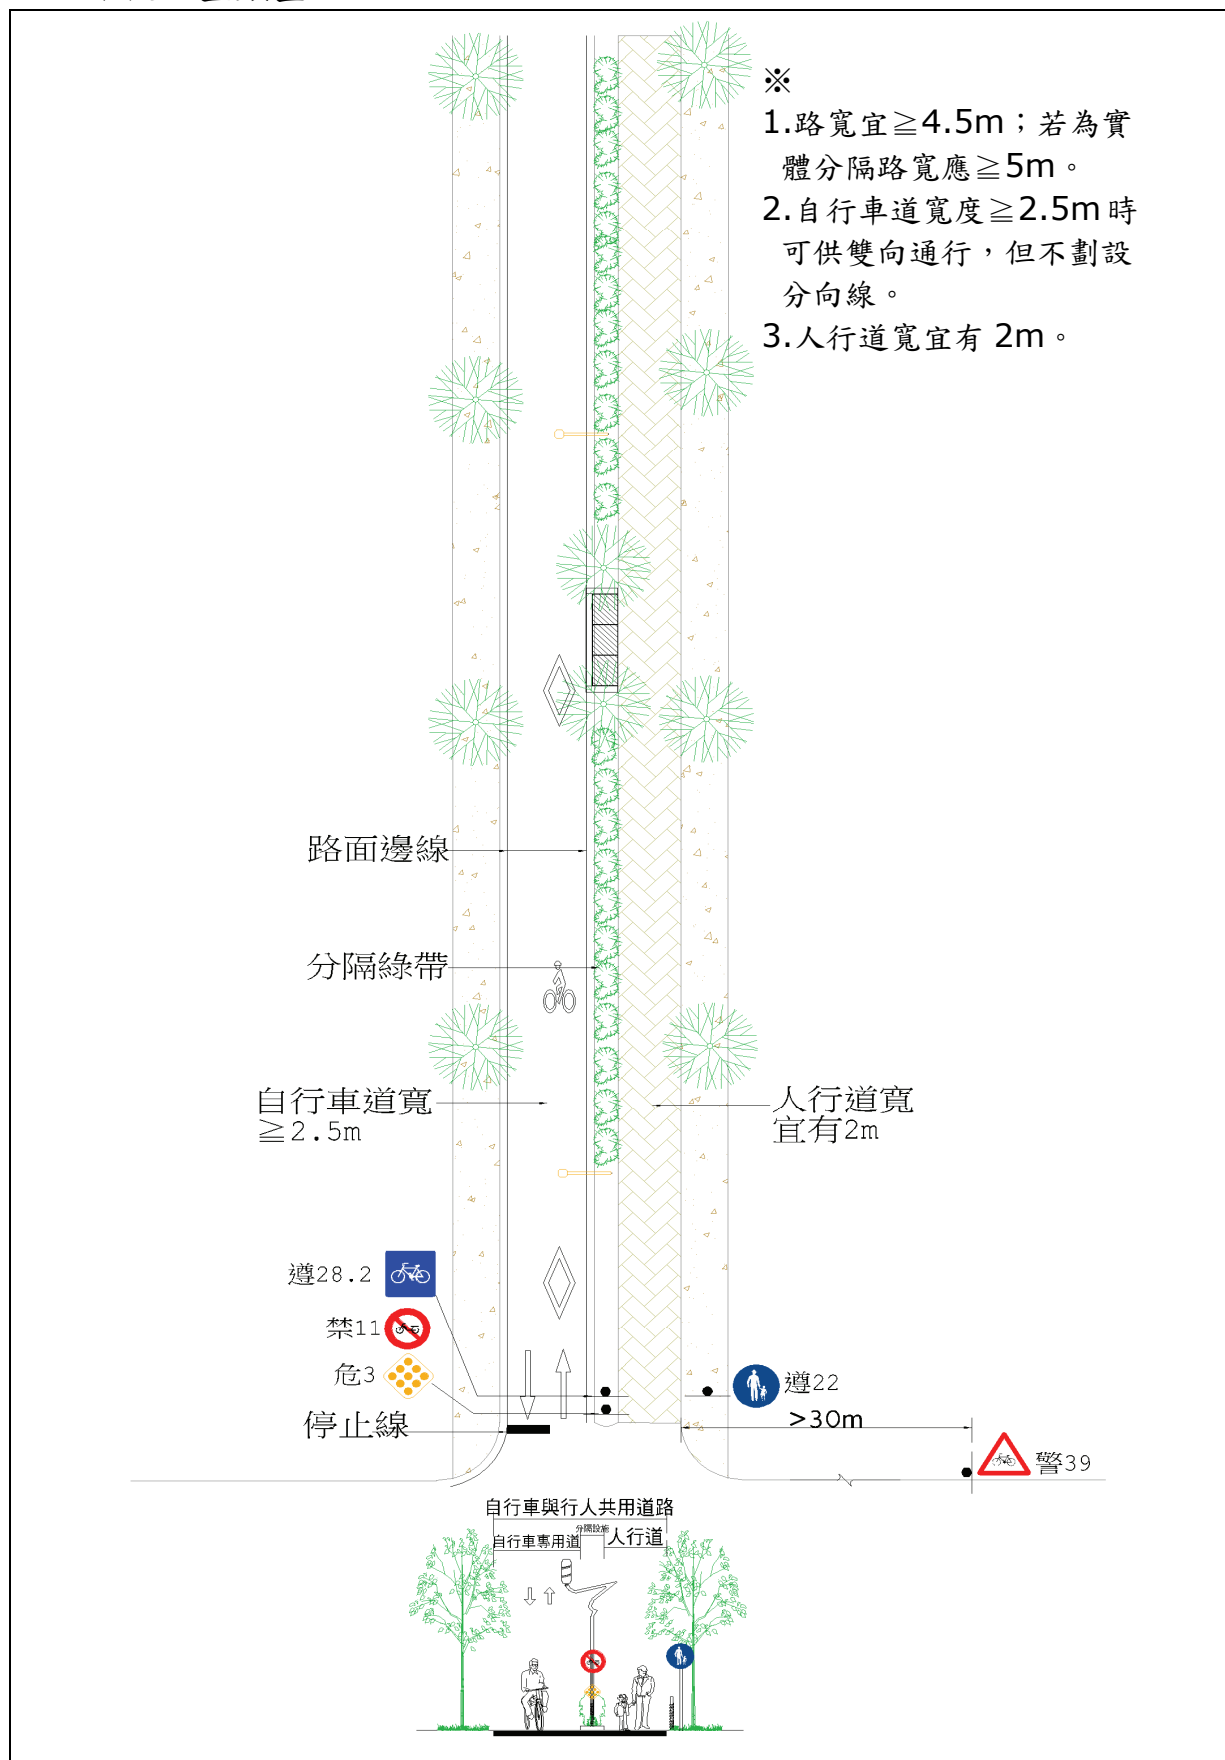 ※
1.路寬宜≧4.5m；若為實
體分隔路寬應≧5m。
2.自行車道寬度≧2.5m時
可供雙向通行，但不劃設
分向線。
3.人行道寬宜有 2m。
路面邊線
分隔綠帶
自行車道寬
≧2.5m
人行道寬
宜有2m
遵28.2
禁11
危3
停止線
遵22
>30m
警39
自行車與行人共用道路
分隔設施
自行車專用道
人行道